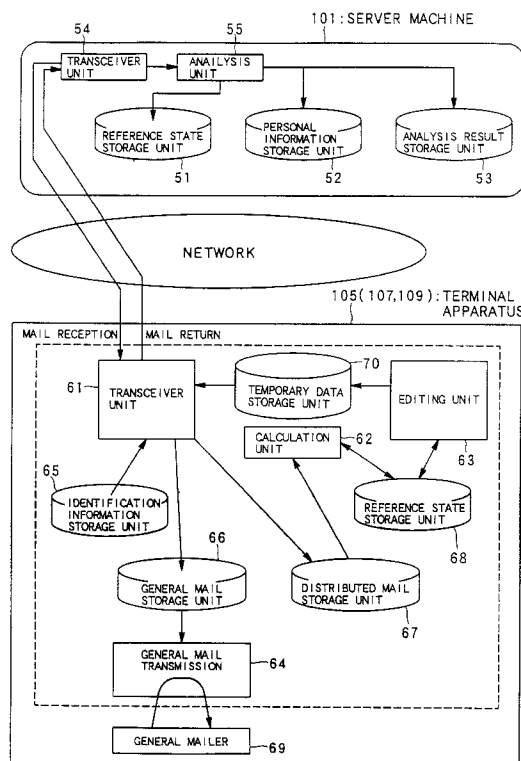 101:SERVER MACHINE
54
55
TRANSCEIVER
UNIT
ANAILYSIS
UNIT
REFERENCE STATE
STORAGE UNIT
PERSONAL
INFORMATION
STORAGE UNIT
ANALYSIS RESULT
STORAGE UNIT
51
52
53
NETWORK
105(107,109):TERMINAL
APPARATUS
MAIL RECEPTION
MAIL RETURN
70
61
TRANSCEIVER
UNIT
TEMPORARY DATA
STORAGE UNIT
EDITING UNIT
CALCULATION
UNIT
62
63
65
IDENTIFICATION
INFORMATION
STORAGE UNIT
REFERENCE STATE
STORAGE UNIT
68
66
GENERAL MAIL
STORAGE UNIT
DISTRIBUTED MAIL
STORAGE UNIT
67
GENERAL MAIL
TRANSMISSION
64
GENERAL MAILER
69